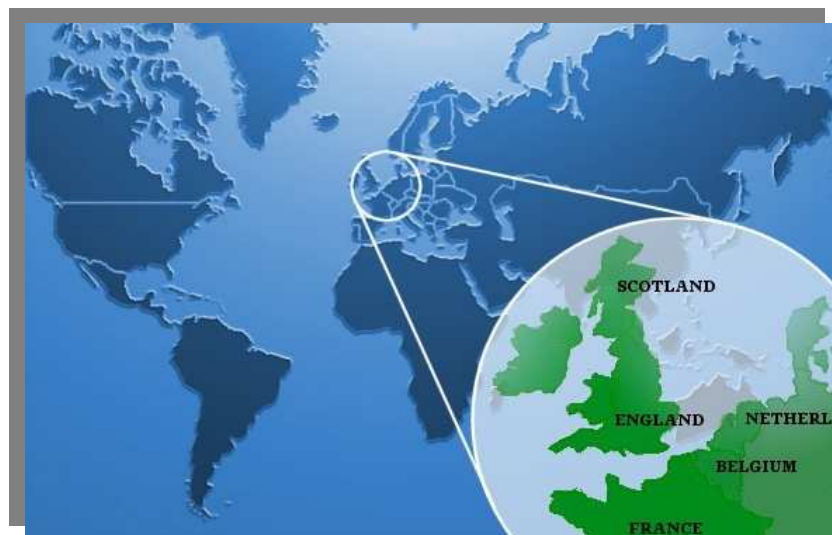 SCOTLAND
ENGLAND
NETHERL
BELGIUM
FRANCE